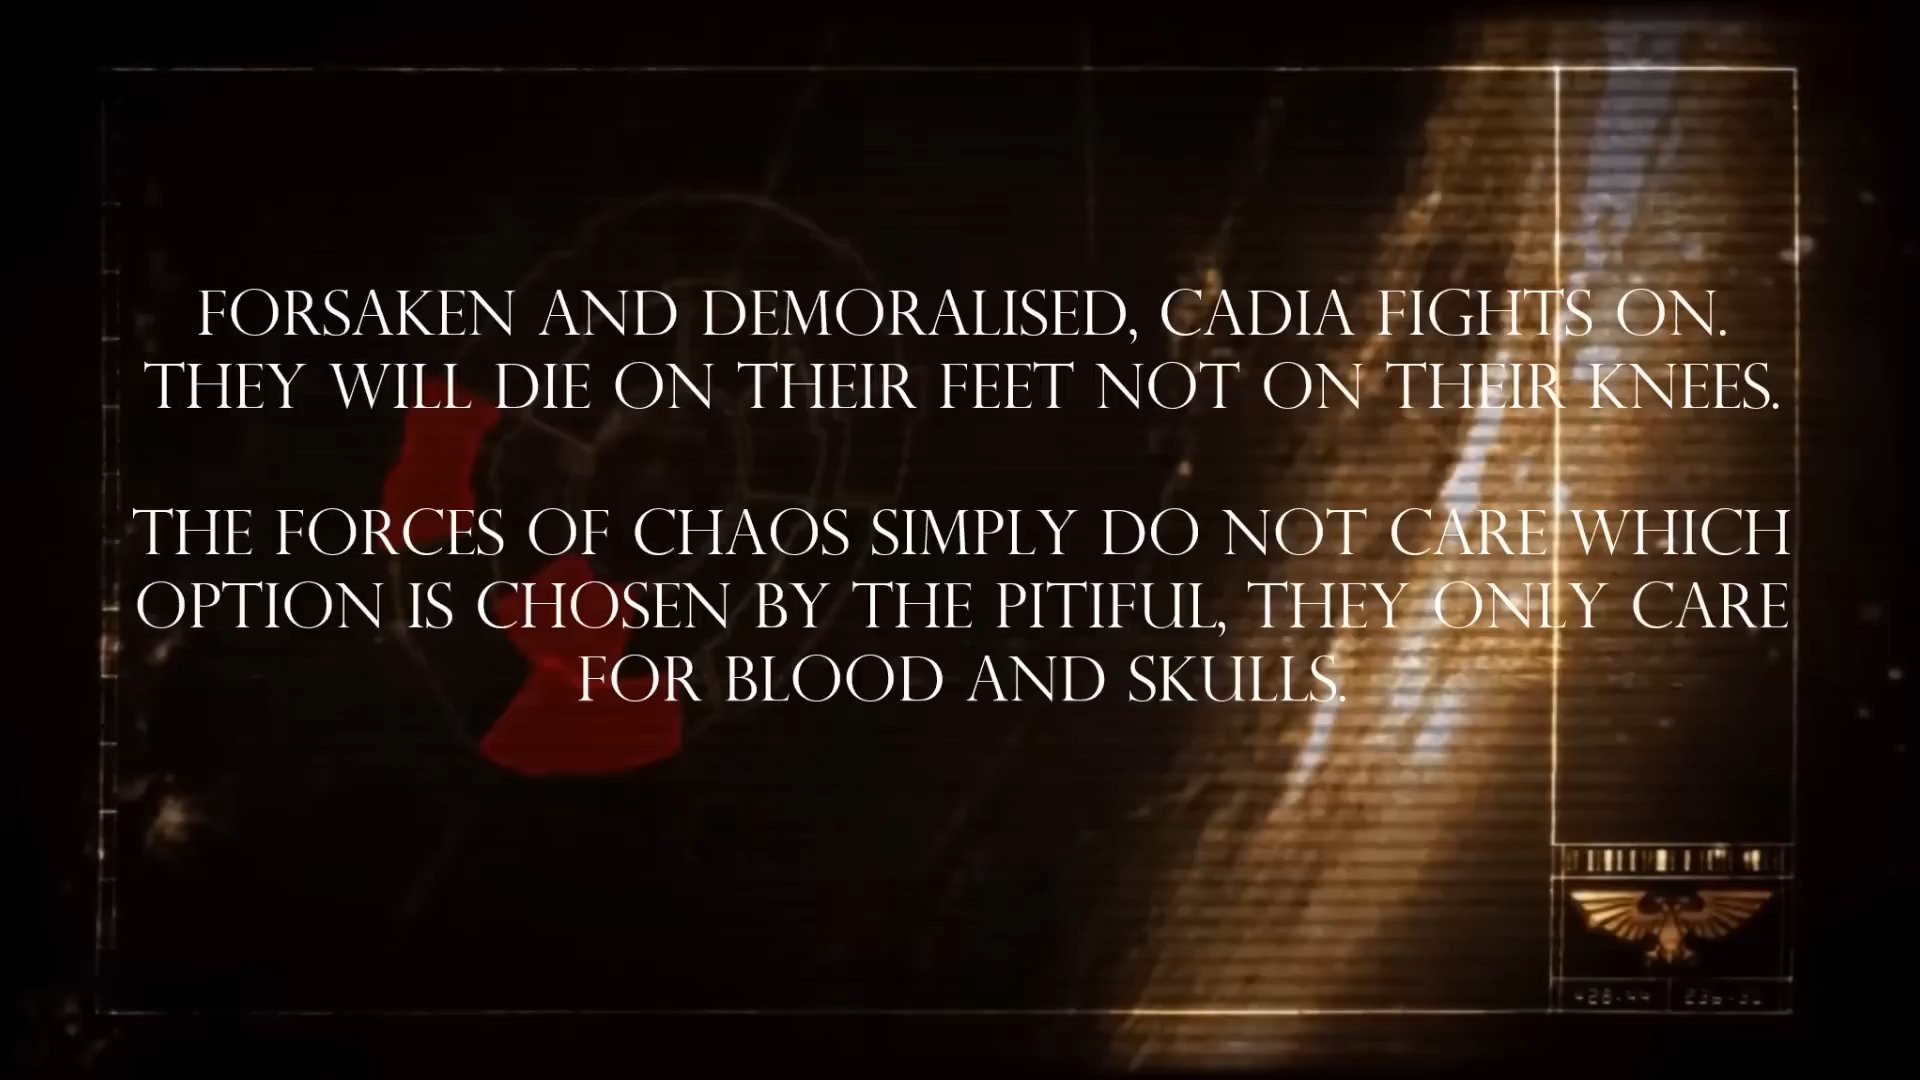 FORSAKEN AND DEMORALISED, CADIA FIGHTS ON.
THEY WILL DIE ON THEIR FEET NOT ON THEIR KNEES.
THE FORCES OF CHAOS SIMPLY DO NOT CARE WHICH
OPTION IS CHOSEN BY THE PITIFUL, THEY ONLY CARE
FOR BLOOD AND SKULLS.